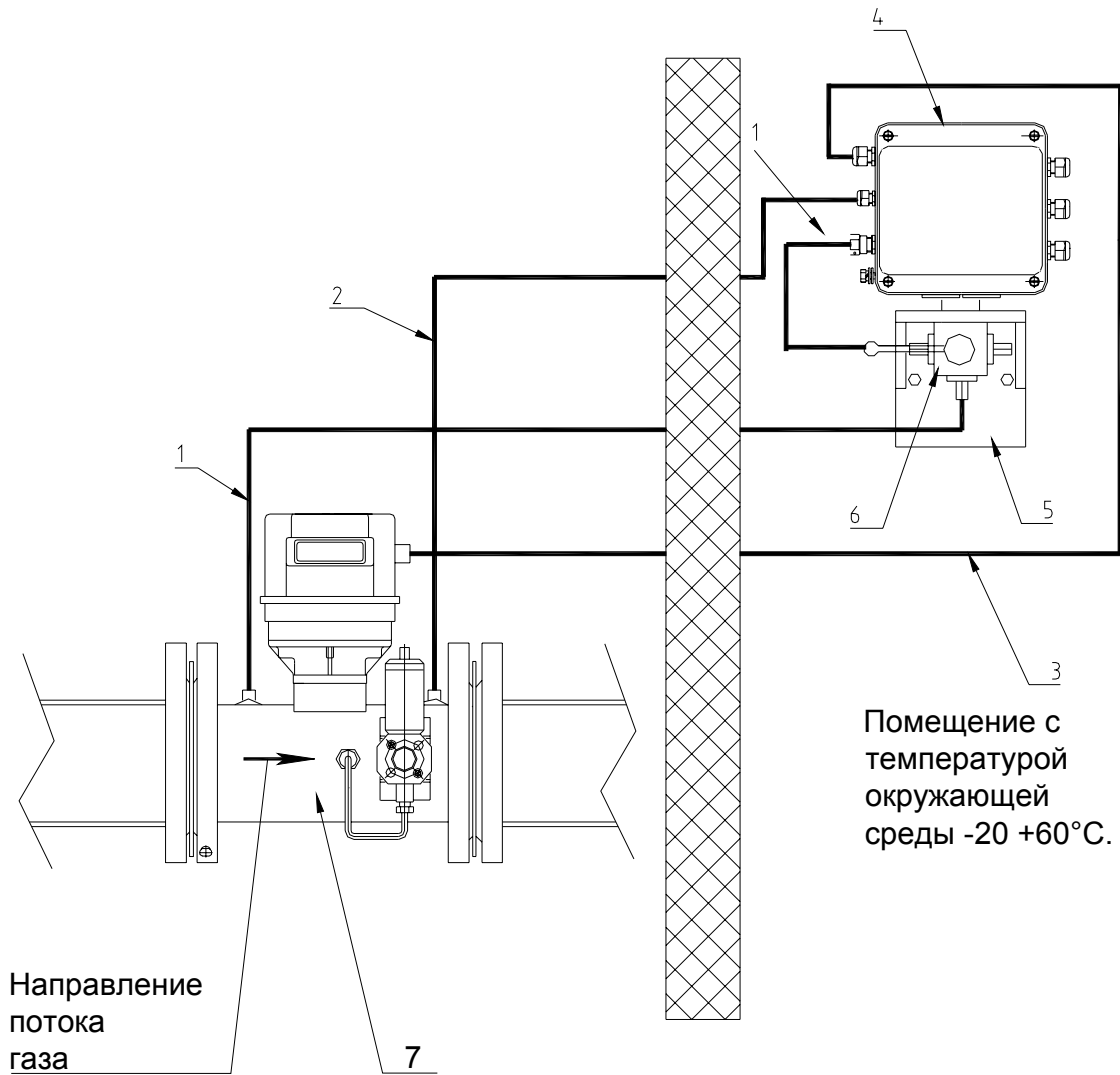 4
1
2
1
6
5
3
Помещение с
температурой
окружающей
среды -20 +60°C.
Направление
потока
газа
7